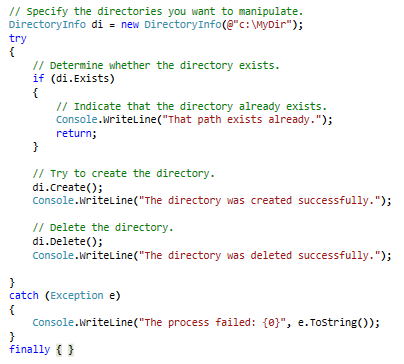 // Specify the directories you want to manipulate.
DirectoryInfo di = new DirectoryInfo(@"c:\MyDir");
try
{
    // Determine whether the directory exists.
    if (di.Exists)
    {
        // Indicate that the directory already exists.
        Console.WriteLine("That path exists already.");
        return;
    }

    // Try to create the directory.
    di.Create();
    Console.WriteLine("The directory was created successfully.");

    // Delete the directory.
    di.Delete();
    Console.WriteLine("The directory was deleted successfully.");

}
catch (Exception e)
{
    Console.WriteLine("The process failed: {0}", e.ToString());
}
finally { }